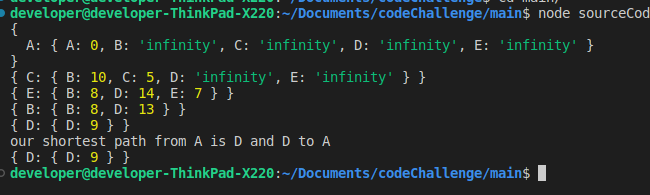 developer@developer-ThinkPad-X220:~/Documents/codeChallenge/main$ node sourceCod
{
  A: { A: 0, B: 'infinity', C: 'infinity', D: 'infinity', E: 'infinity' }
}
{ C: { B: 10, C: 5, D: 'infinity', E: 'infinity' } }
{ E: { B: 8, D: 14, E: 7 } }
{ B: { B: 8, D: 13 } }
{ D: { D: 9 } }
our shortest path from A is D and D to A
{ D: { D: 9 } }
developer@developer-ThinkPad-X220:~/Documents/codeChallenge/main$